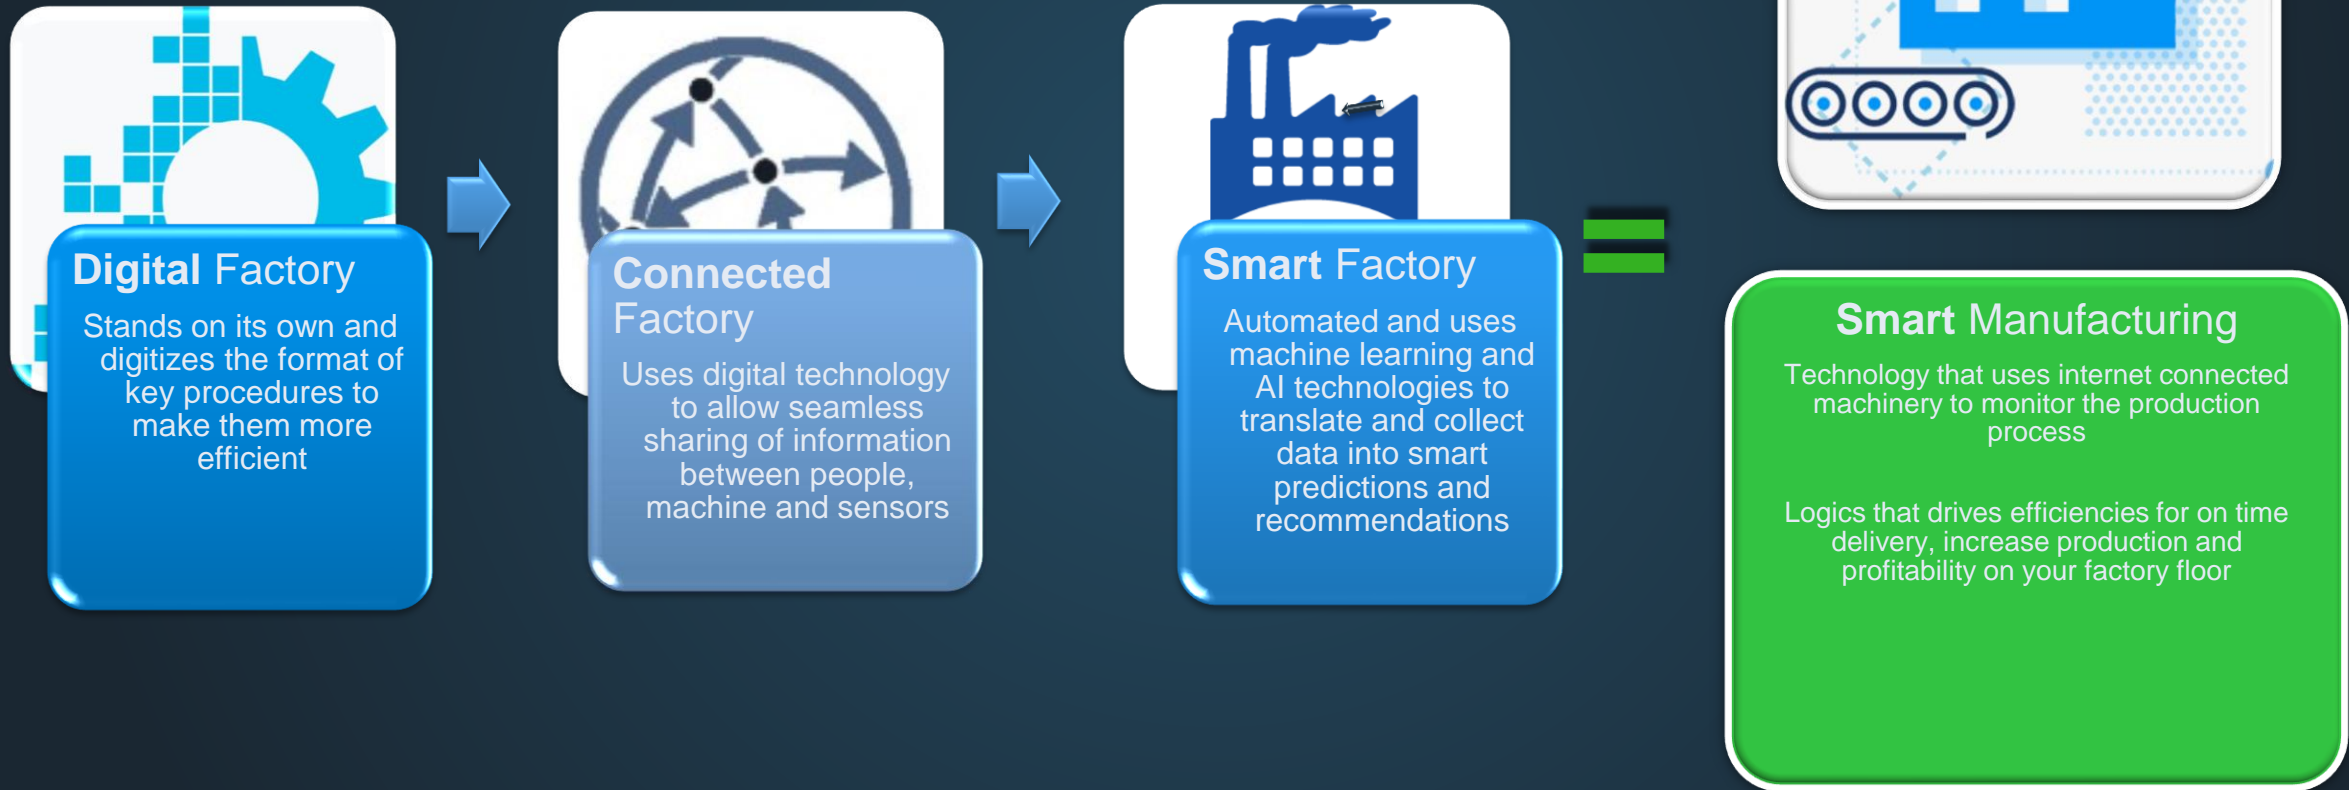 Digital Factory
Stands on its own and
digitizes the format of
key procedures to
make them more
efficient
Connected
Factory
Uses digital technology
to allow seamless
sharing of information
between people,
machine and sensors
Smart Factory
Automated and uses
machine learning and
AI technologies to
translate and collect
data into smart
predictions and
recommendations
Smart Manufacturing
Technology that uses internet connected
machinery to monitor the production
process
Logics that drives efficiencies for on time
delivery, increase production and
profitability on your factory floor